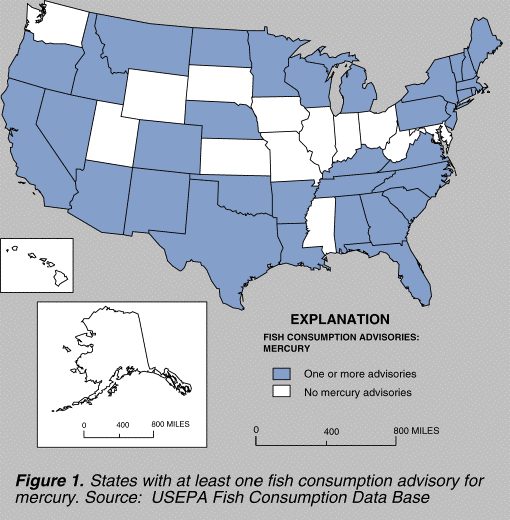 EXPLANATION
FISH CONSUMPTION ADVISORIES:
MERCURY
One or more advisories
No mercury advisories
0 400 800 MILES
0 400 800 MILES
Figure 1. States with at least one fish consumption advisory for
mercury. Source: USEPA Fish Consumption Data Base